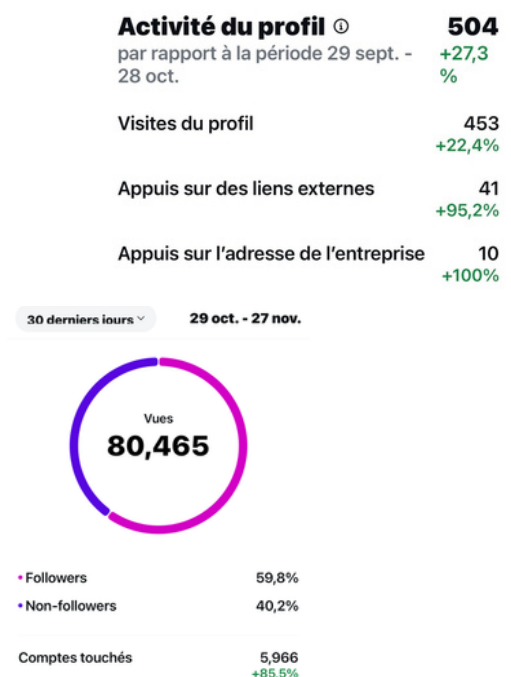 Activité du profil 504
par rapport à la période 29 sept. - +27,3
28 oct. %
Visites du profil 453
+22,4%
Appuis sur des liens externes 41
+95,2%
Appuis sur l'adresse de l'entreprise 10
+100%
30 derniers jours 29 oct. - 27 nov.
Vues
80,465
Followers 59,8%
Non-followers 40,2%
Comptes touchés 5,966
+85,5%